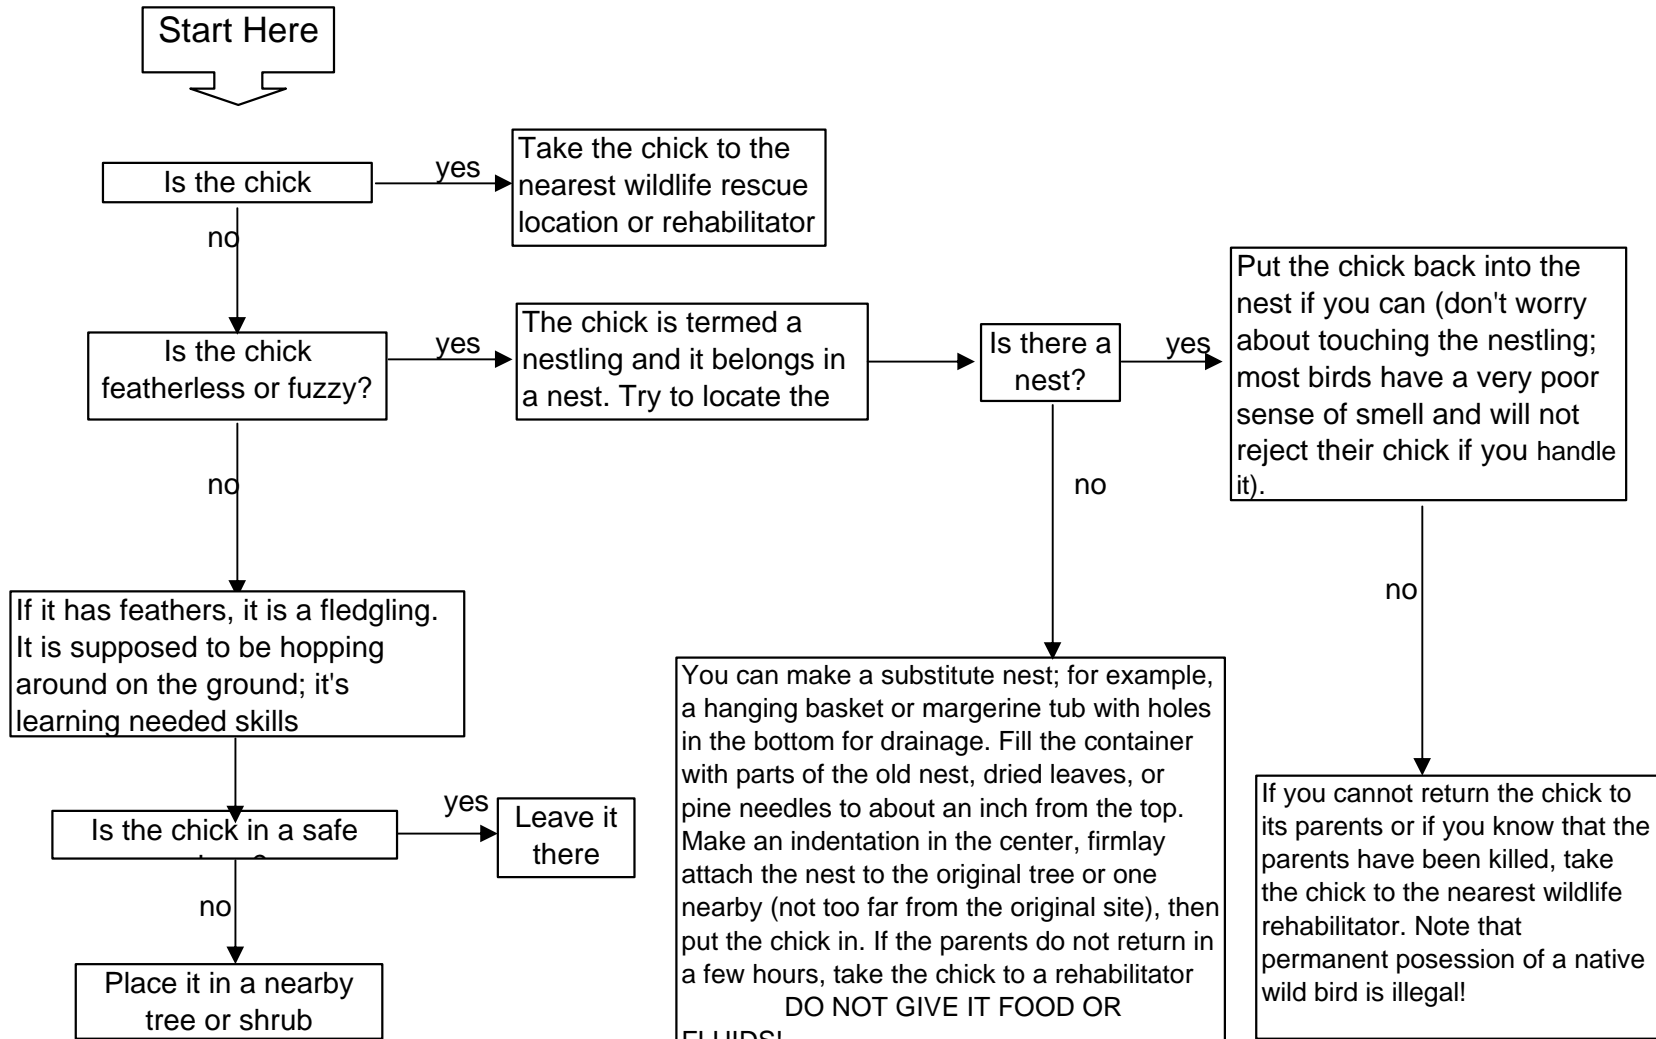 Start Here
Is the chick
yes
Take the chick to the
nearest wildlife rescue
location or rehabilitator
no
Is the chick
featherless or fuzzy?
yes
The chick is termed a
nestling and it belongs in
a nest. Try to locate the
Is there a
nest?
yes
Put the chick back into the
nest if you can (don't worry
about touching the nestling;
most birds have a very poor
sense of smell and will not
reject their chick if you handle
it).
no
no
no
If it has feathers, it is a fledgling.
It is supposed to be hopping
around on the ground; it's
learning needed skills
Is the chick in a safe
yes
Leave it
there
no
Place it in a nearby
tree or shrub
You can make a substitute nest; for example,
a hanging basket or margerine tub with holes
in the bottom for drainage. Fill the container
with parts of the old nest, dried leaves, or
pine needles to about an inch from the top.
Make an indentation in the center, firmlay
attach the nest to the original tree or one
nearby (not too far from the original site), then
put the chick in. If the parents do not return in
a few hours, take the chick to a rehabilitator
DO NOT GIVE IT FOOD OR
FLUIDS!
If you cannot return the chick to
its parents or if you know that the
parents have been killed, take
the chick to the nearest wildlife
rehabilitator. Note that
permanent posession of a native
wild bird is illegal!